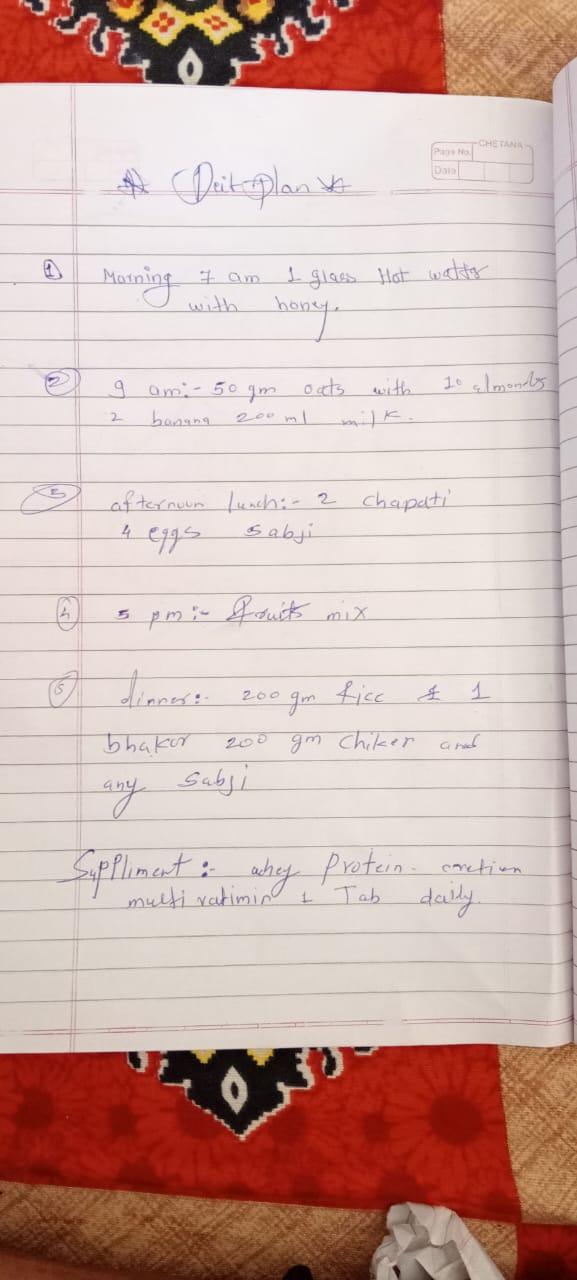 CHETANA
Page No.
Date
Deit Plan
1 Morning 7 am 1 glass Hot watter
with honey.
2 9 am:- 50 gm oats with 10 almonds
2 banana 200 ml milk.
3 afternoun lunch:- 2 chapati
4 eggs sabji
4 5 pm:- fruits mix
5 dinner:- 200 gm rice & 1
bhakor 200 gm chiken and
any sabji
Suppliment:- whey Protein. cretion
multi vatimin 1 Tab daily.